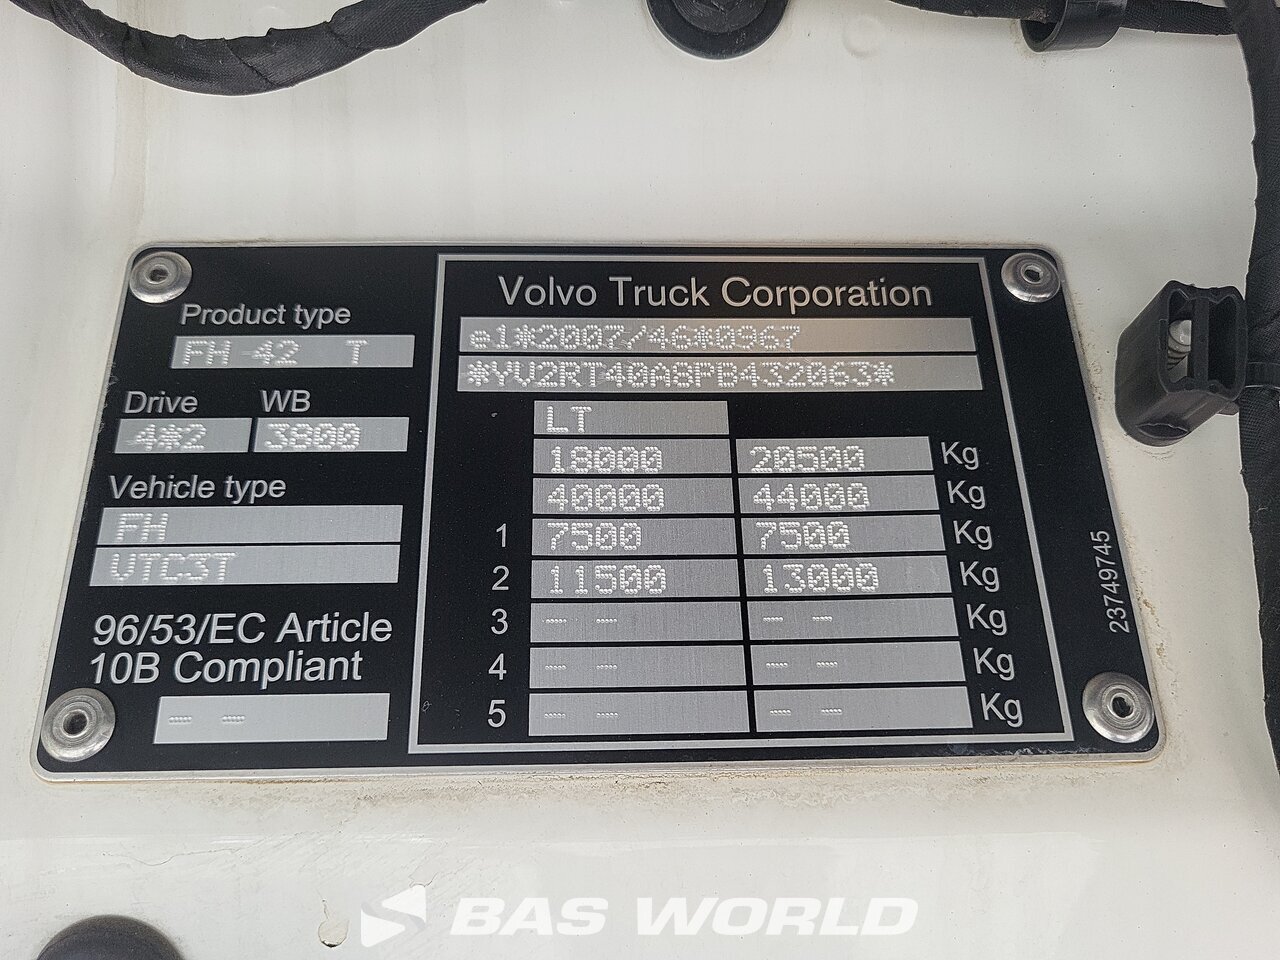 Product type
FH 42 T
Drive WB
4*2 3800
Vehicle type
FH
VTC3T
96/53/EC Article
10B Compliant
-- --
Volvo Truck Corporation
e1*2007/46*0967
*YV2RT40A8PB432063*
LT
18000 20500 Kg
40000 44000 Kg
1 7500 7500 Kg
2 11500 13000 Kg
3 -- -- -- -- Kg
4 -- -- -- -- Kg
5 -- -- -- -- Kg
23749745
BAS WORLD